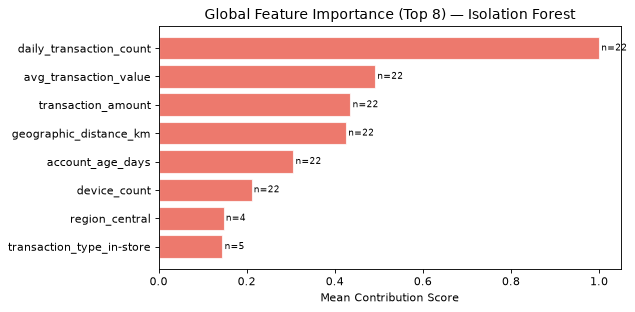 Global Feature Importance (Top 8) — Isolation Forest
daily_transaction_count n=22
avg_transaction_value n=22
transaction_amount n=22
geographic_distance_km n=22
account_age_days n=22
device_count n=22
region_central n=4
transaction_type_in-store n=5
0.0 0.2 0.4 0.6 0.8 1.0
Mean Contribution Score